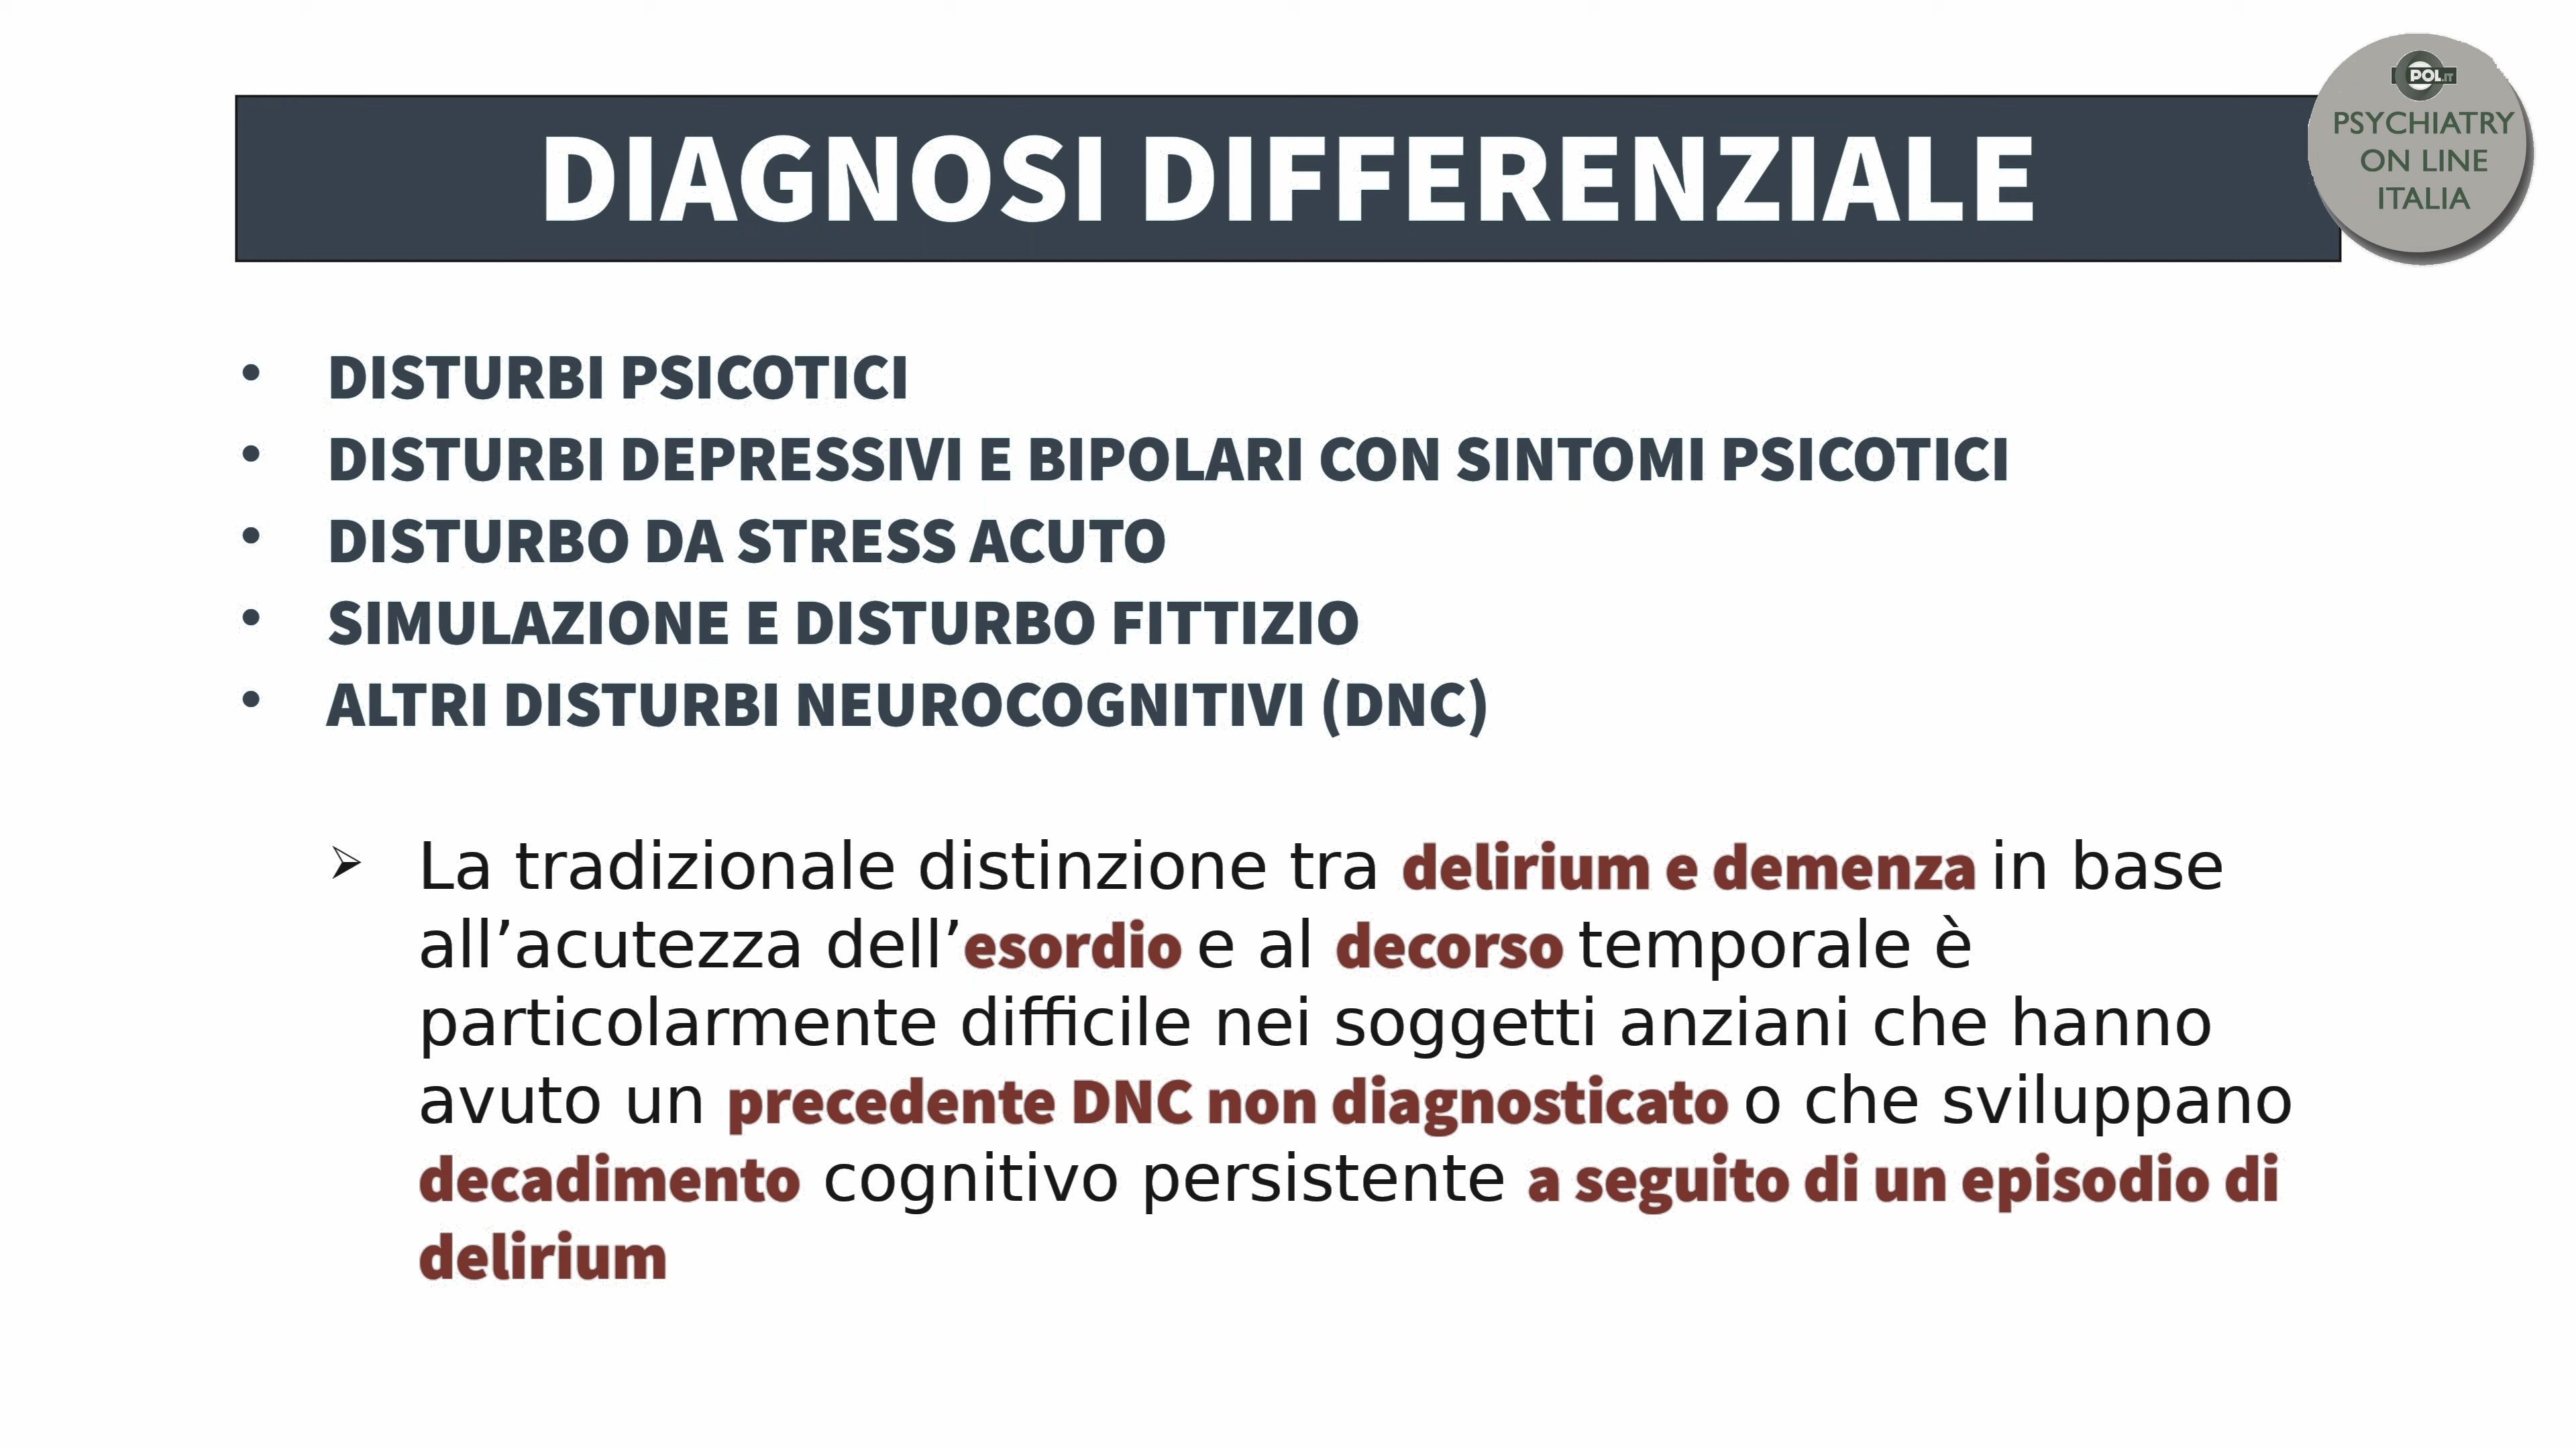 POL.IT
PSYCHIATRY
ON LINE
ITALIA
DIAGNOSI DIFFERENZIALE
• DISTURBI PSICOTICI
• DISTURBI DEPRESSIVI E BIPOLARI CON SINTOMI PSICOTICI
• DISTURBO DA STRESS ACUTO
• SIMULAZIONE E DISTURBO FITTIZIO
• ALTRI DISTURBI NEUROCOGNITIVI (DNC)
➢ La tradizionale distinzione tra delirium e demenza in base
all’acutezza dell’esordio e al decorso temporale è
particolarmente difficile nei soggetti anziani che hanno
avuto un precedente DNC non diagnosticato o che sviluppano
decadimento cognitivo persistente a seguito di un episodio di
delirium